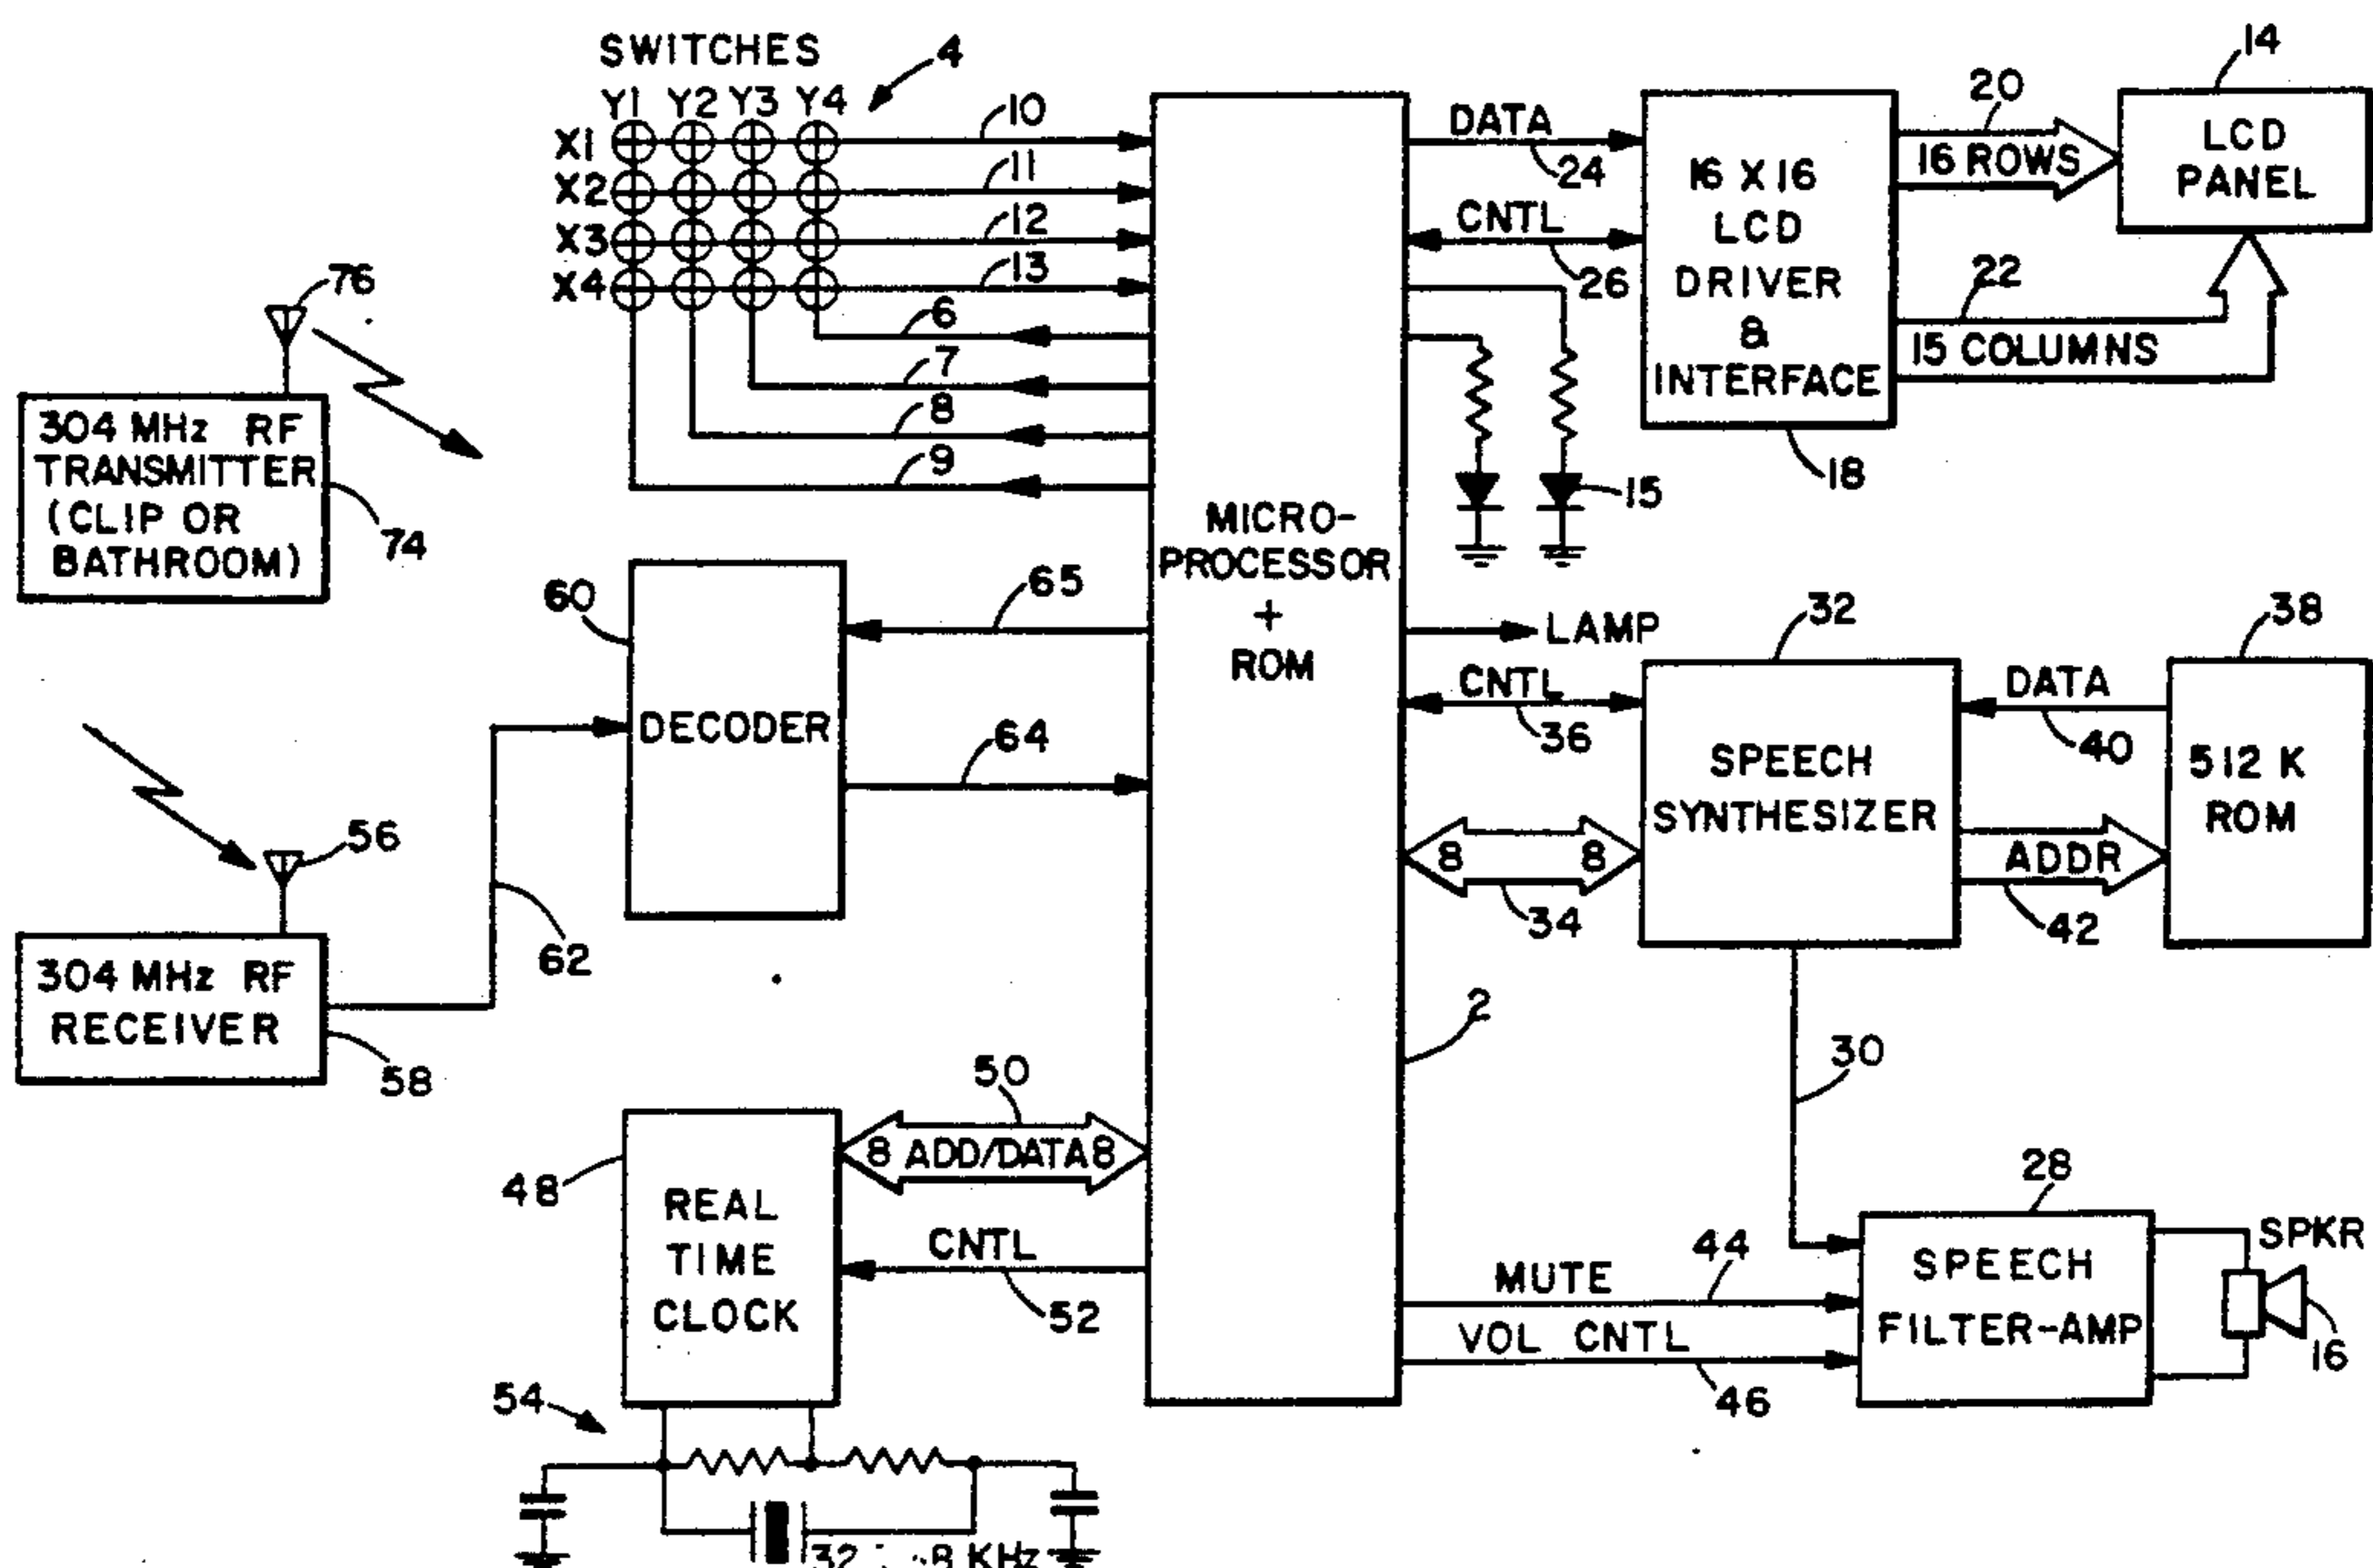 SWITCHES
4
Y1 Y2 Y3 Y4
X1
X2
X3
X4
10
11
12
13
6
7
8
9
76
304 MHz RF
TRANSMITTER
(CLIP OR
BATHROOM)
74
56
304 MHz RF
RECEIVER
58
62
60
DECODER
65
64
MICRO-
PROCESSOR
+
ROM
2
DATA
24
CNTL
26
15
16 X 16
LCD
DRIVER
&
INTERFACE
18
20
16 ROWS
22
15 COLUMNS
14
LCD
PANEL
LAMP
CNTL
36
8 8
34
32
SPEECH
SYNTHESIZER
DATA
40
ADDR
42
38
512 K
ROM
30
50
8 ADD/DATA 8
CNTL
52
48
REAL
TIME
CLOCK
54
KHz
MUTE
44
VOL CNTL
46
28
SPEECH
FILTER-AMP
SPKR
16